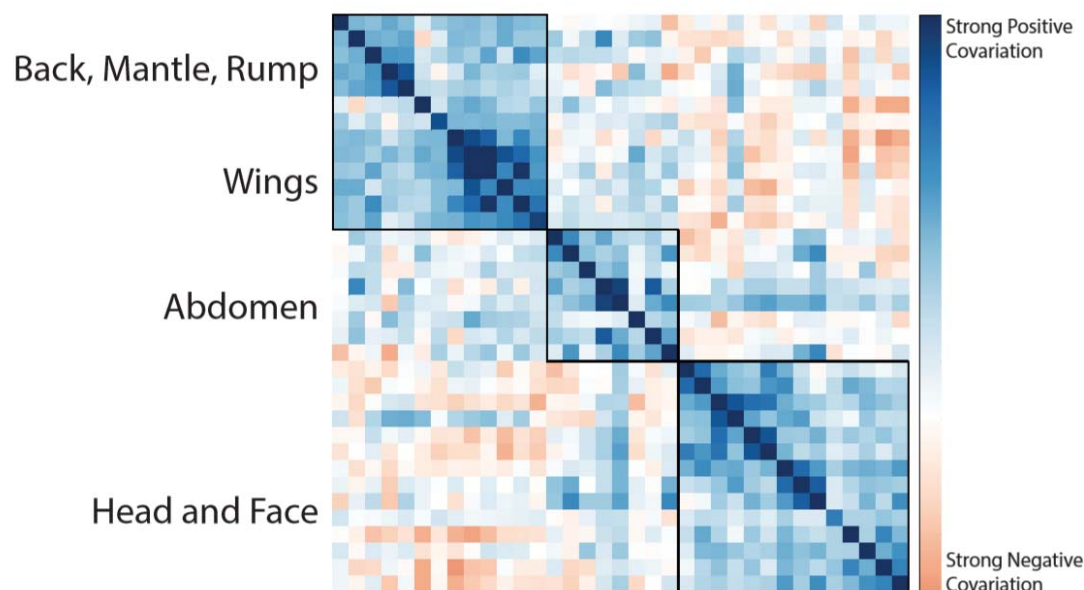 Back, Mantle, Rump
Wings
Abdomen
Head and Face
Strong Positive
Covariation
Strong Negative
Covariation